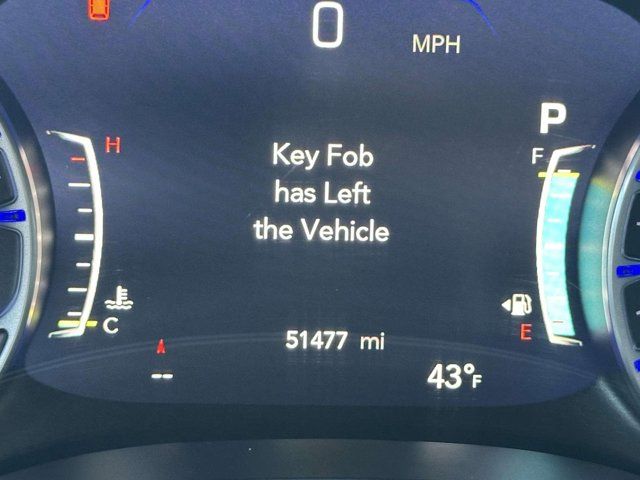 0 MPH
P
H
F
Key Fob
has Left
the Vehicle
C
E
51477 mi
--
43°F